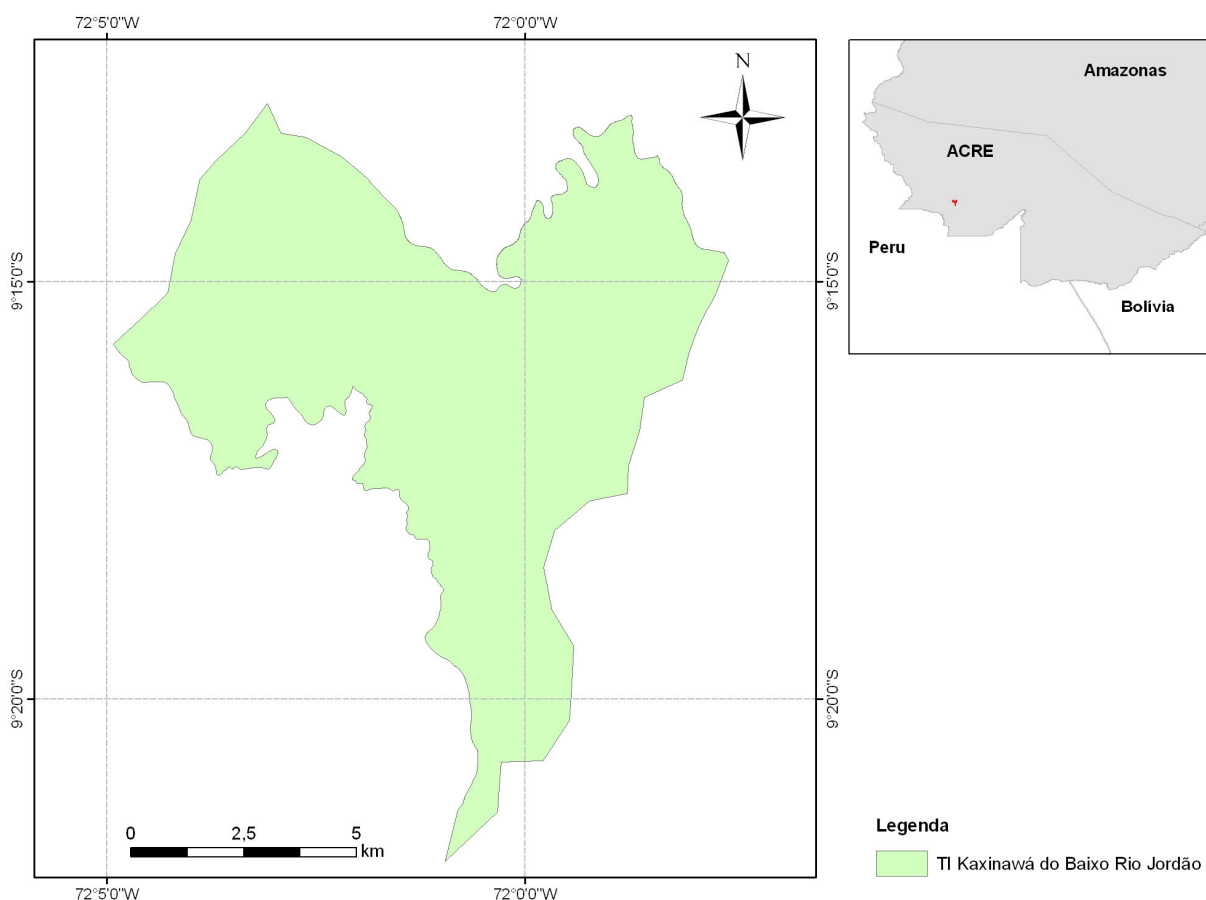 72°5'0"W
72°0'0"W
N
9°15'0"S
9°15'0"S
9°20'0"S
9°20'0"S
0
2,5
5
km
72°5'0"W
72°0'0"W
Amazonas
ACRE
Peru
Bolívia
Legenda
TI Kaxinawá do Baixo Rio Jordão